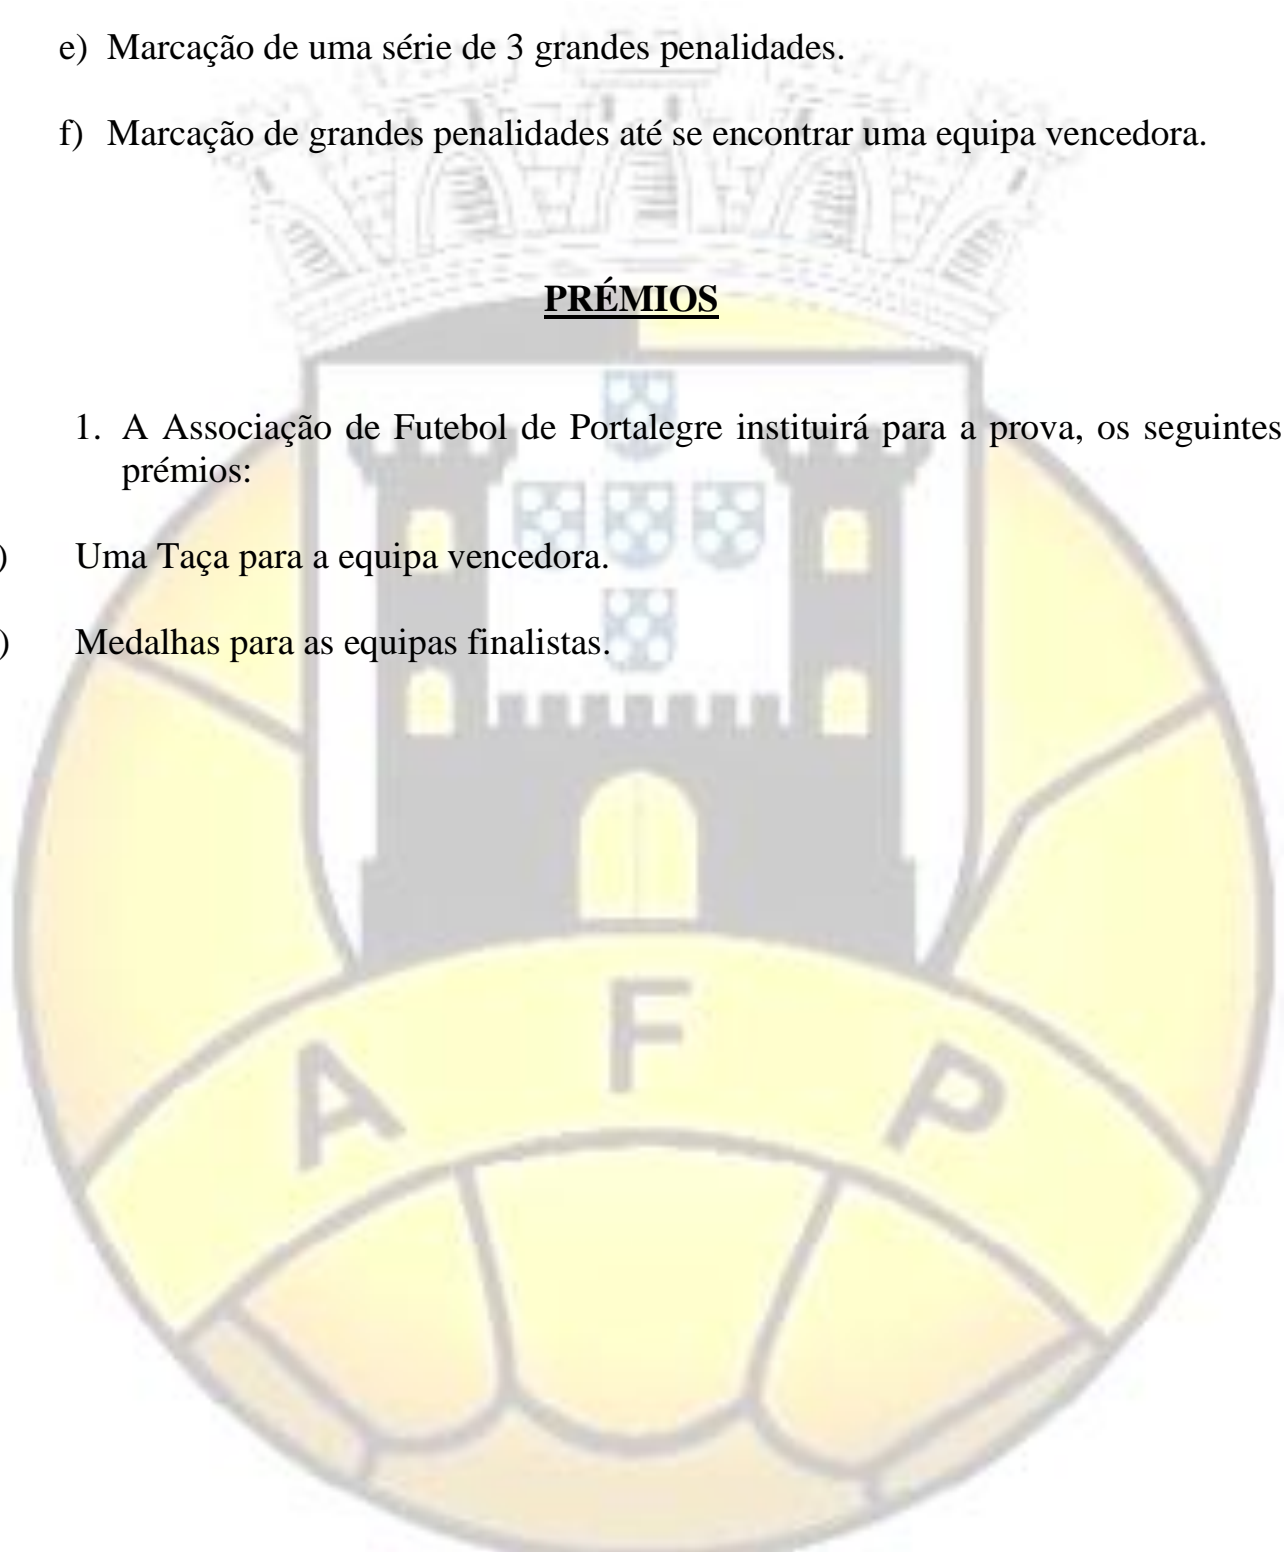 e) Marcação de uma série de 3 grandes penalidades.
f) Marcação de grandes penalidades até se encontrar uma equipa vencedora.
PRÉMIOS
1. A Associação de Futebol de Portalegre instituirá para a prova, os seguintes
prémios:
) Uma Taça para a equipa vencedora.
) Medalhas para as equipas finalistas.
A F P